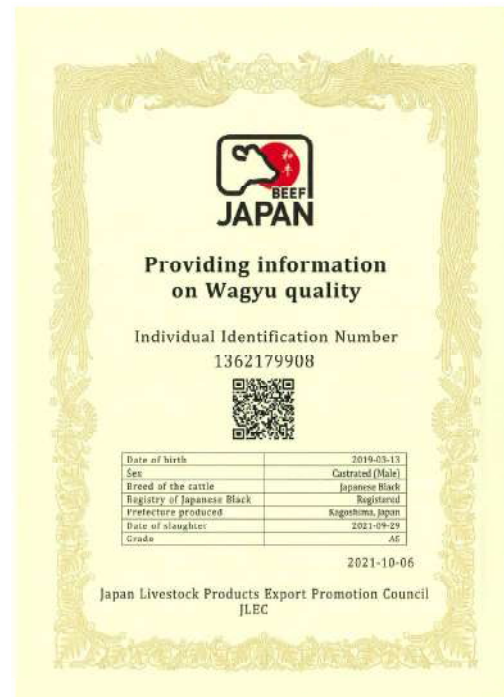 和牛
BEEF
JAPAN
Providing information
on Wagyu quality
Individual Identification Number
1362179908
Date of birth 2019-03-13
Sex Castrated (Male)
Breed of the cattle Japanese Black
Registry of Japanese Black Registered
Prefecture produced Kagoshima, Japan
Date of slaughter 2021-09-29
Grade A5
2021-10-06
Japan Livestock Products Export Promotion Council
JLEC